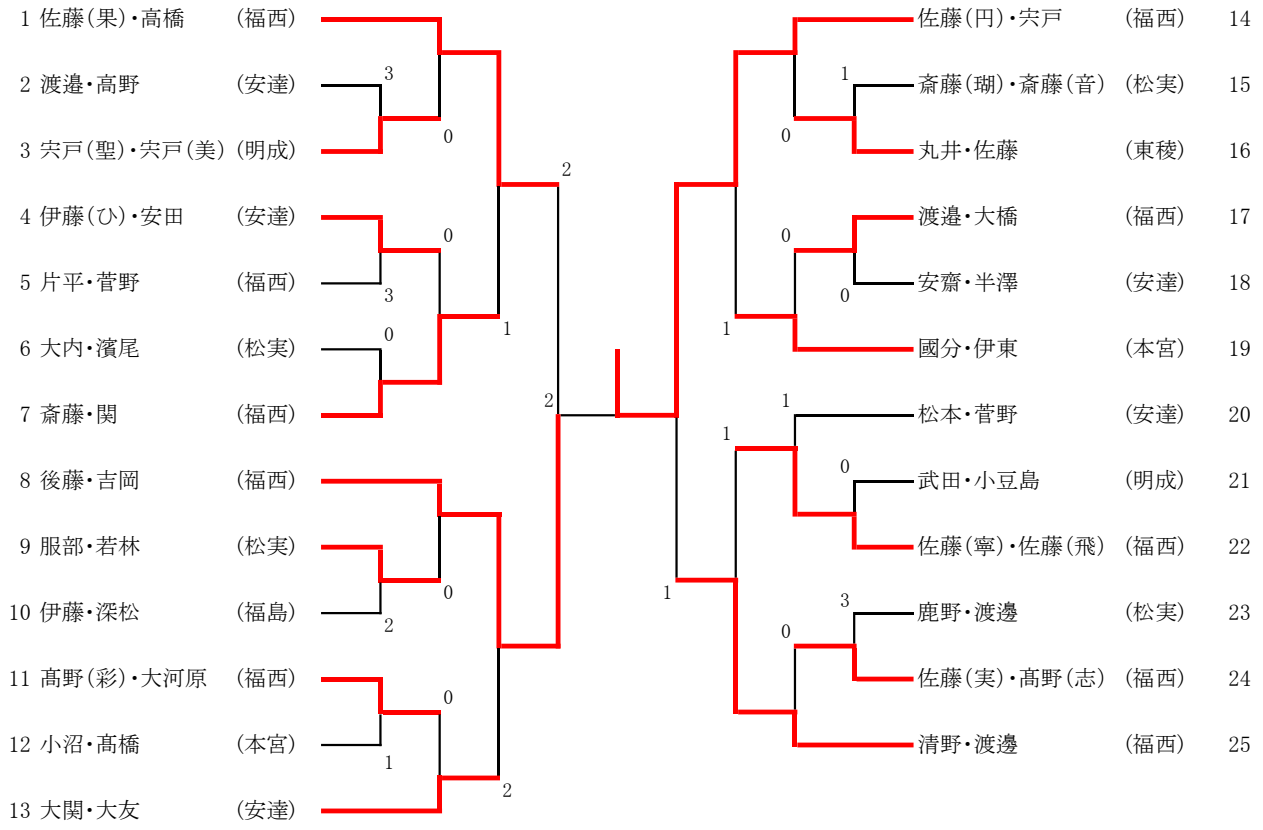 1 佐藤(果)・高橋 (福西)
2 渡邉・高野 (安達)
3 宍戸(聖)・宍戸(美) (明成)
4 伊藤(ひ)・安田 (安達)
5 片平・菅野 (福西)
6 大内・濱尾 (松実)
7 斎藤・関 (福西)
8 後藤・吉岡 (福西)
9 服部・若林 (松実)
10 伊藤・深松 (福島)
11 髙野(彩)・大河原 (福西)
12 小沼・髙橋 (本宮)
13 大関・大友 (安達)
3
0
2
0
3
0
1
2
0
2
0
1
2
佐藤(円)・宍戸 (福西) 14
斎藤(瑚)・斎藤(音) (松実) 15
丸井・佐藤 (東稜) 16
渡邉・大橋 (福西) 17
安齋・半澤 (安達) 18
國分・伊東 (本宮) 19
松本・菅野 (安達) 20
武田・小豆島 (明成) 21
佐藤(寧)・佐藤(飛) (福西) 22
鹿野・渡邊 (松実) 23
佐藤(実)・髙野(志) (福西) 24
清野・渡邊 (福西) 25
1
0
0
0
1
1
1
0
1
3
0